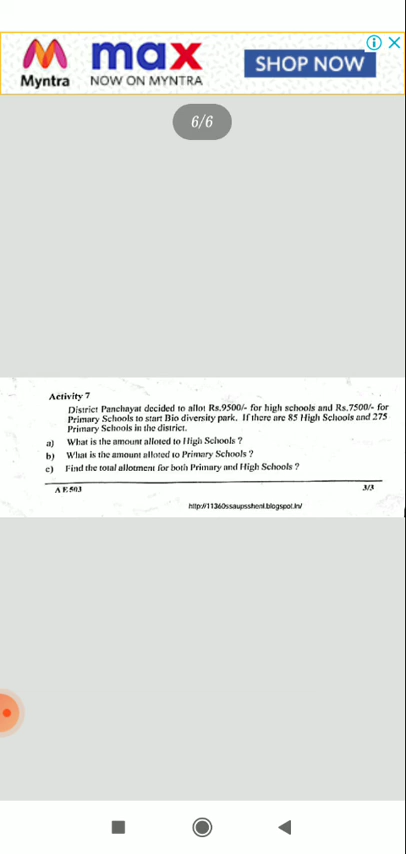 Myntra
max
NOW ON MYNTRA
SHOP NOW
6/6
Activity 7
District Panchayat decided to allot Rs.9500/- for high schools and Rs.7500/- for
Primary Schools to start Bio diversity park. If there are 85 High Schools and 275
Primary Schools in the district.
a) What is the amount alloted to High Schools ?
b) What is the amount alloted to Primary Schools ?
c) Find the total allotment for both Primary and High Schools ?
A E 503 3/3
http://11360ssaupssheni.blogspot.in/